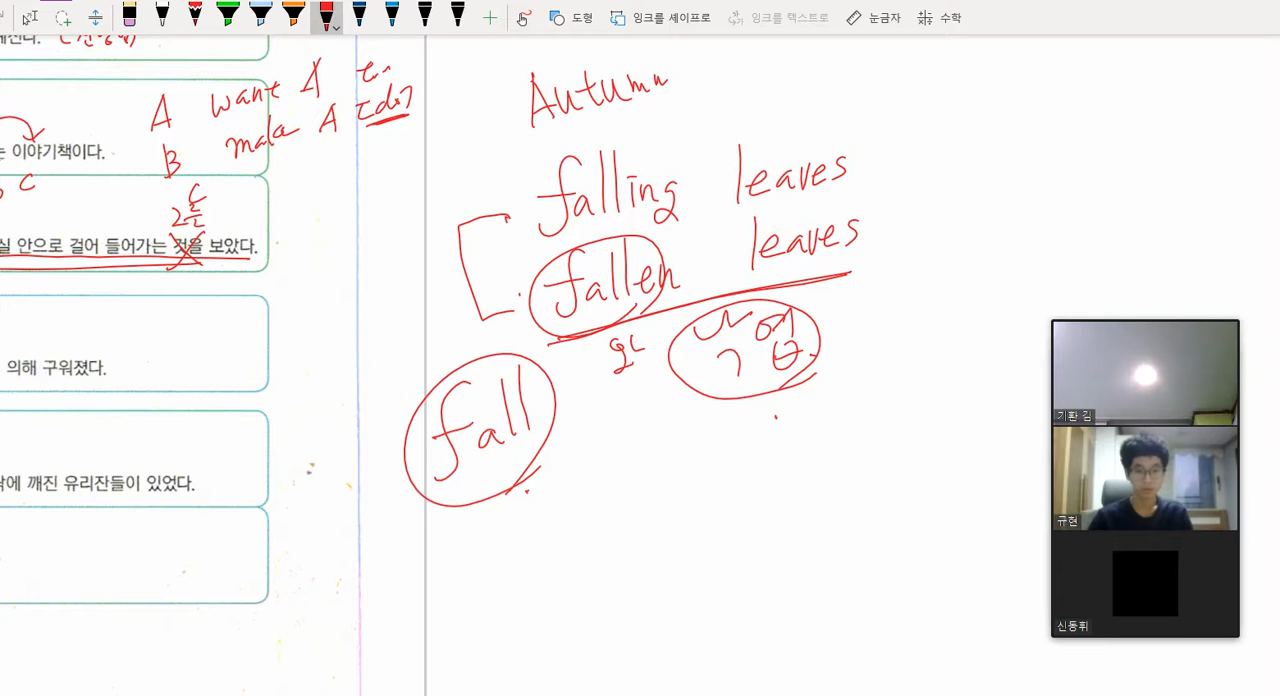 도형 잉크를 셰이프로 잉크를 텍스트로 눈금자 수학
Autumn
want A to
A make A do
는 이야기책이다.
B
C
falling leaves
실 안으로 걸어 들어가는 것을 보았다.
fallen leaves
fall
의해 구워졌다.
에 깨진 유리잔들이 있었다.
기환 김
규현
신동휘